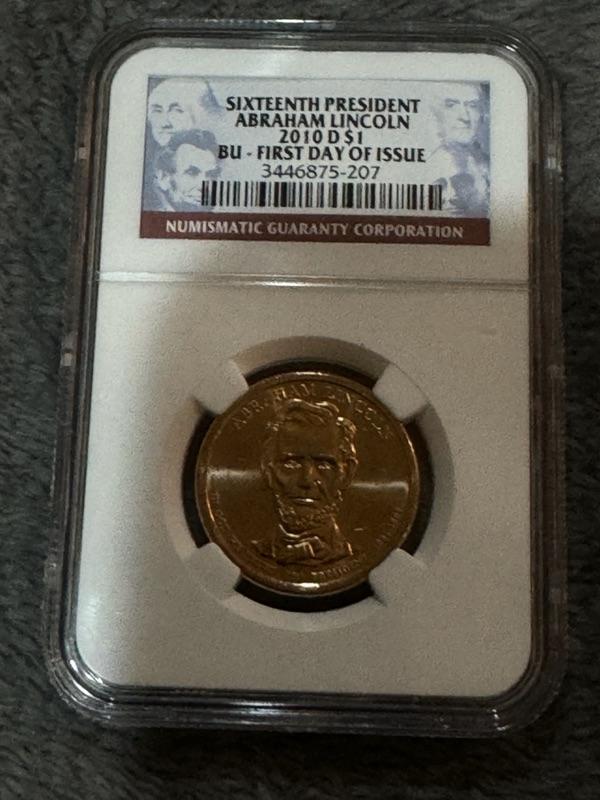 SIXTEENTH PRESIDENT
ABRAHAM LINCOLN
2010 D $1
BU - FIRST DAY OF ISSUE
3446875-207
NUMISMATIC GUARANTY CORPORATION
ABRAHAM LINCOLN